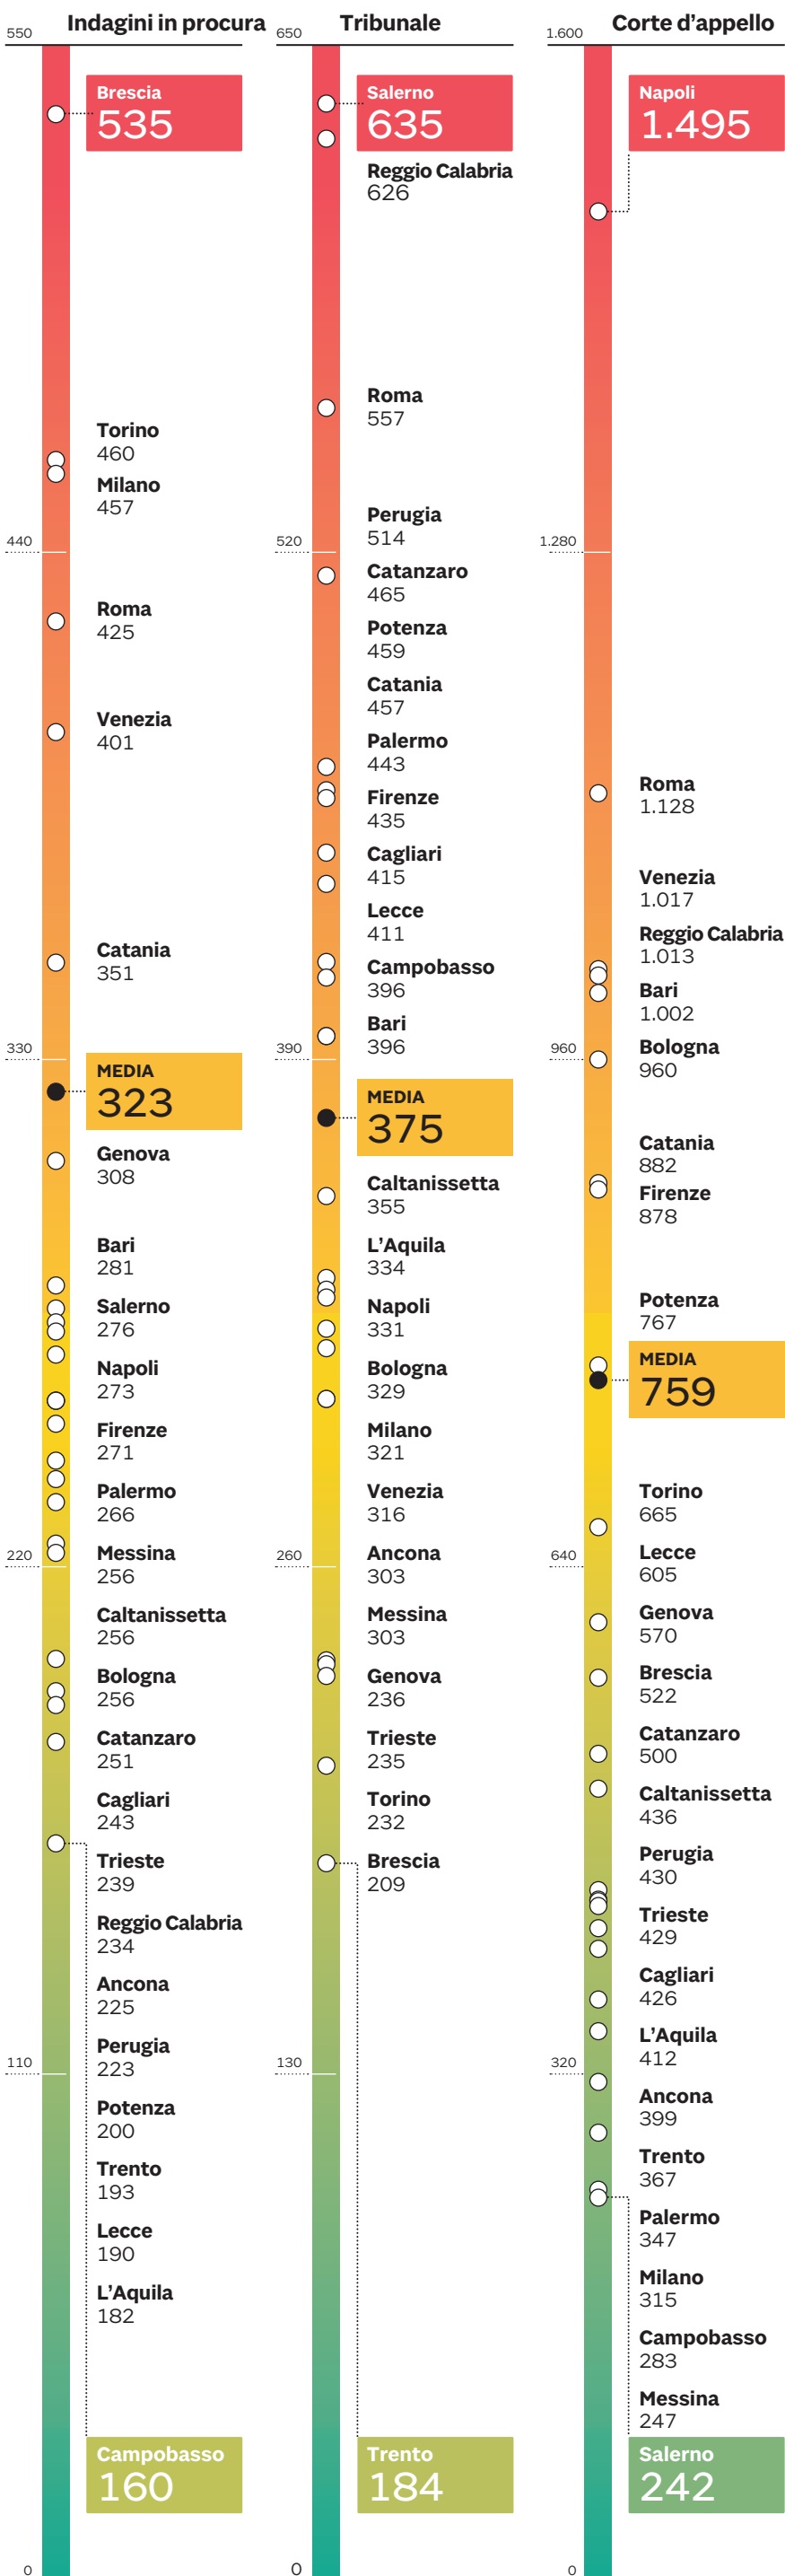 Indagini in procura
550
Brescia
535
Torino
460
Milano
457
440
Roma
425
Venezia
401
Catania
351
330
MEDIA
323
Genova
308
Bari
281
Salerno
276
Napoli
273
Firenze
271
Palermo
266
220
Messina
256
Caltanissetta
256
Bologna
256
Catanzaro
251
Cagliari
243
Trieste
239
Reggio Calabria
234
Ancona
225
Perugia
223
110
Potenza
200
Trento
193
Lecce
190
L’Aquila
182
Campobasso
160
0
Tribunale
650
Salerno
635
Reggio Calabria
626
Roma
557
Perugia
514
520
Catanzaro
465
Potenza
459
Catania
457
Palermo
443
Firenze
435
Cagliari
415
Lecce
411
Campobasso
396
Bari
396
390
MEDIA
375
Caltanissetta
355
L’Aquila
334
Napoli
331
Bologna
329
Milano
321
Venezia
316
Ancona
303
260
Messina
303
Genova
236
Trieste
235
Torino
232
Brescia
209
130
Trento
184
0
Corte d’appello
1.600
Napoli
1.495
1.280
Roma
1.128
Venezia
1.017
Reggio Calabria
1.013
Bari
1.002
Bologna
960
960
Catania
882
Firenze
878
Potenza
767
MEDIA
759
Torino
665
Lecce
605
640
Genova
570
Brescia
522
Catanzaro
500
Caltanissetta
436
Perugia
430
Trieste
429
Cagliari
426
L’Aquila
412
320
Ancona
399
Trento
367
Palermo
347
Milano
315
Campobasso
283
Messina
247
Salerno
242
0